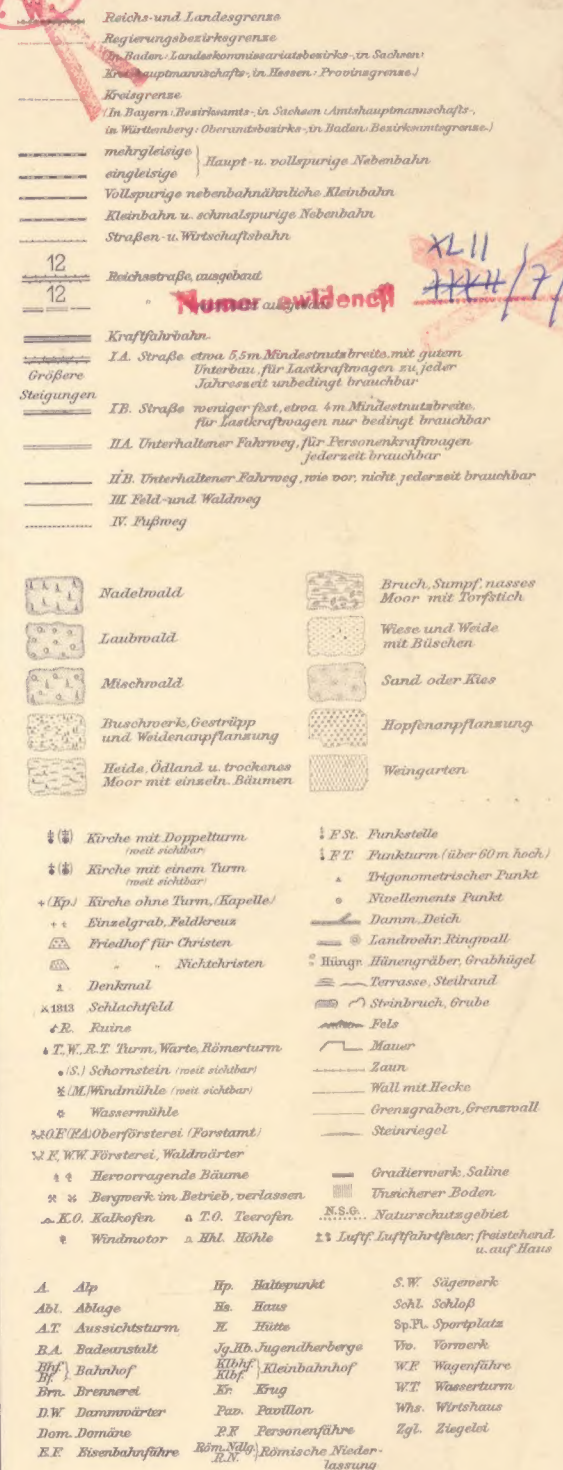 Reichs-und Landesgrenze
Regierungsbezirksgrenze
(In Baden: Landeskommissariatsbezirks-, in Sachsen:
Kreishauptmannschafts-, in Hessen: Provinzgrenze.)
Kreisgrenze
(In Bayern: Bezirksamts-, in Sachsen: Amtshauptmannschafts-,
in Württemberg: Oberamtsbezirks-, in Baden: Bezirksamtsgrenze.)
mehrgleisige
eingleisige
Haupt-u. vollspurige Nebenbahn
Vollspurige nebenbahnähnliche Kleinbahn
Kleinbahn u. schmalspurige Nebenbahn
Straßen-u. Wirtschaftsbahn
12 Reichsstraße, ausgebaut
12 "
Numer ewidencji
XLII
/7/
Kraftfahrbahn
Größere
Steigungen
I.A. Straße etwa 5,5m Mindestnutzbreite, mit gutem
Unterbau, für Lastkraftwagen zu jeder
Jahreszeit unbedingt brauchbar
I.B. Straße weniger fest, etwa 4m Mindestnutzbreite,
für Lastkraftwagen nur bedingt brauchbar
II.A. Unterhaltener Fahrweg, für Personenkraftwagen
jederzeit brauchbar
II.B. Unterhaltener Fahrweg, wie vor, nicht jederzeit brauchbar
III. Feld-und Waldweg
IV. Fußweg
Nadelwald
Laubwald
Mischwald
Buschwerk, Gestrüpp
und Weidenanpflanzung
Heide, Ödland u. trockenes
Moor mit einzeln. Bäumen
Bruch, Sumpf, nasses
Moor mit Torfstich
Wiese und Weide
mit Büschen
Sand oder Kies
Hopfenanpflanzung
Weingarten
Kirche mit Doppelturm
(weit sichtbar)
Kirche mit einem Turm
(weit sichtbar)
(Kp.) Kirche ohne Turm, (Kapelle)
Einzelgrab, Feldkreuz
Friedhof für Christen
" " Nichtchristen
Denkmal
1813 Schlachtfeld
R. Ruine
T., W., R.T. Turm, Warte, Römerturm
(S.) Schornstein (weit sichtbar)
(M.) Windmühle (weit sichtbar)
Wassermühle
O.F. (F.A.) Oberförsterei (Forstamt)
F., W.W. Försterei, Waldwärter
Hervorragende Bäume
Bergwerk im Betrieb, verlassen
K.O. Kalkofen T.O. Teerofen
Windmotor Hhl. Höhle
F.St. Funkstelle
F.T. Funkturm (über 60m hoch)
Trigonometrischer Punkt
Nivellements Punkt
Damm, Deich
Landwehr, Ringwall
Hüngr. Hünengräber, Grabhügel
Terrasse, Steilrand
Steinbruch, Grube
Fels
Mauer
Zaun
Wall mit Hecke
Grenzgraben, Grenzwall
Steinriegel
Gradierwerk, Saline
Unsicherer Boden
N.S.G. Naturschutzgebiet
Luftf. Luftfahrtfeuer, freistehend
u. auf Haus
A. Alp
Abl. Ablage
A.T. Aussichtsturm
B.A. Badeanstalt
Bhf. Bf. Bahnhof
Brn. Brennerei
D.W. Dammwärter
Dom. Domäne
E.F. Eisenbahnfähre
Hp. Haltepunkt
Hs. Haus
H. Hütte
Jg.Hb. Jugendherberge
Klbhf. Klbf. Kleinbahnhof
Kr. Krug
Pav. Pavillon
P.F. Personenfähre
Röm.Ndlg. R.N. Römische Nieder-
lassung
S.W. Sägewerk
Schl. Schloß
Sp.Pl. Sportplatz
Vw. Vorwerk
W.F. Wagenfähre
W.T. Wasserturm
Whs. Wirtshaus
Zgl. Ziegelei